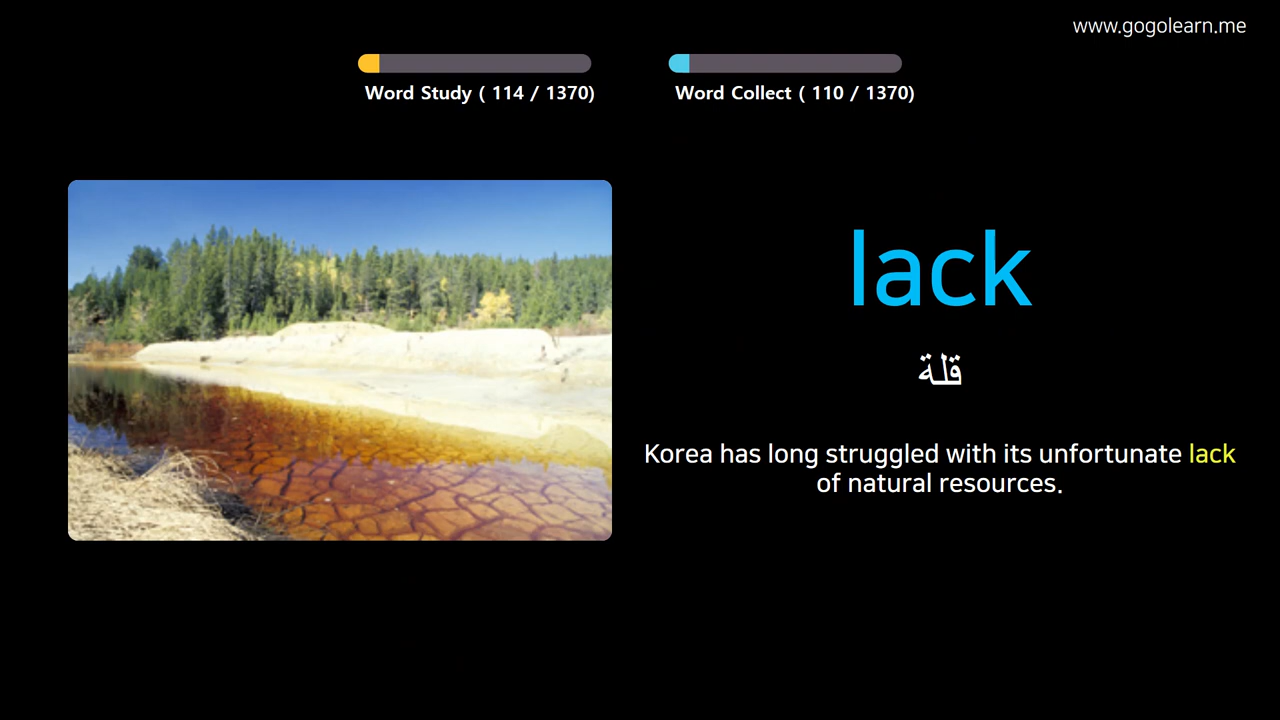 www.gogolearn.me
Word Study ( 114 / 1370)
Word Collect ( 110 / 1370)
lack
قلة
Korea has long struggled with its unfortunate lack
of natural resources.